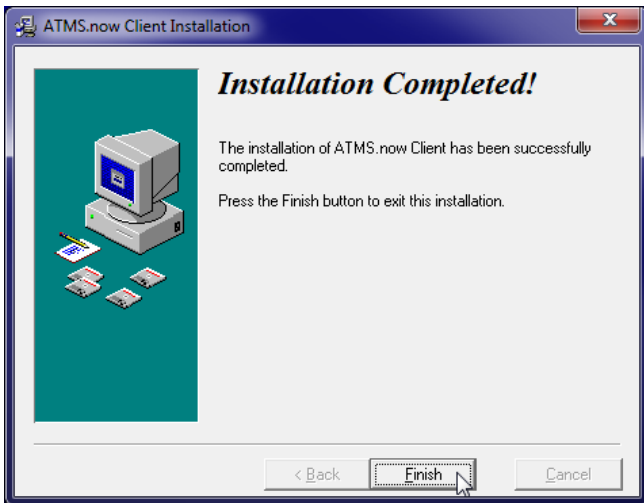 ATMS.now Client Installation
Installation Completed!
The installation of ATMS.now Client has been successfully
completed.
Press the Finish button to exit this installation.
< Back
Finish
Cancel